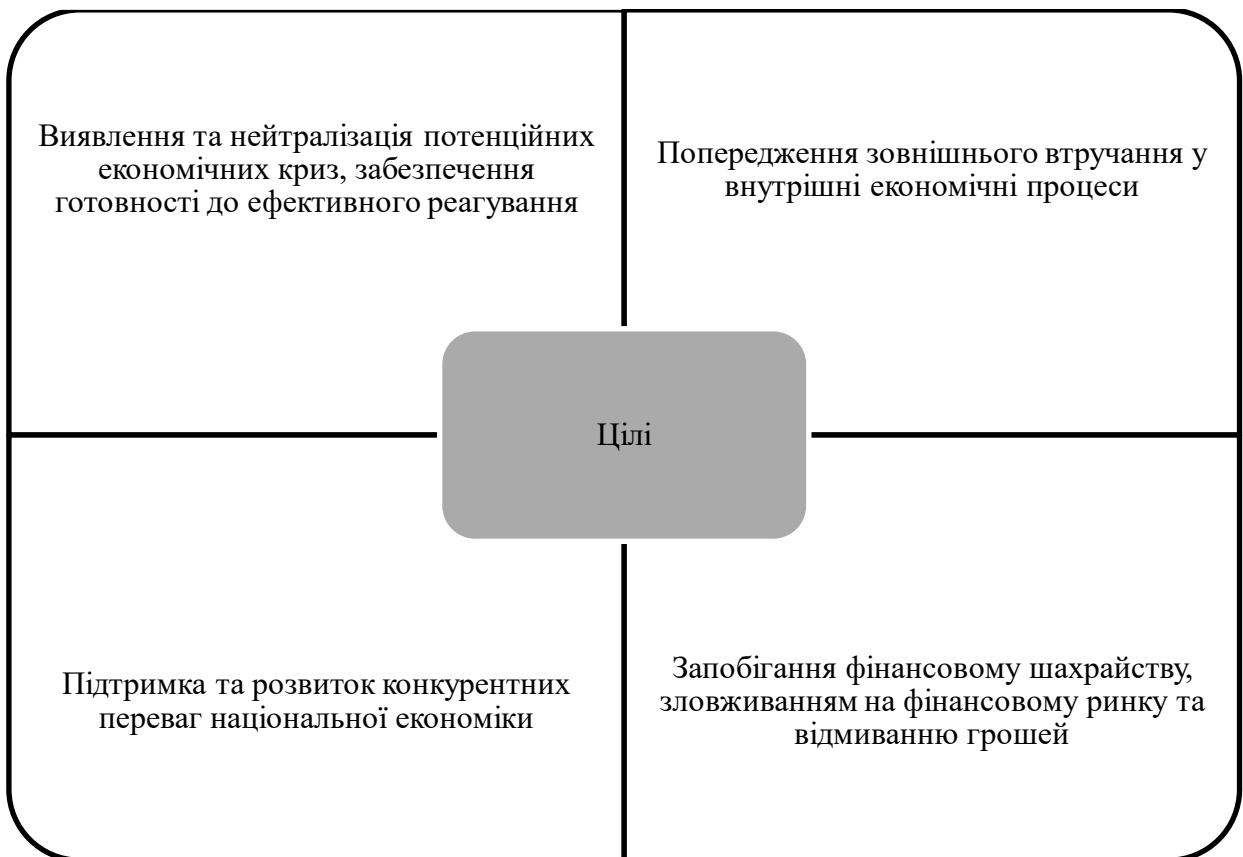 Виявлення та нейтралізація потенційних
економічних криз, забезпечення
готовності до ефективного реагування
Попередження зовнішнього втручання у
внутрішні економічні процеси
Цілі
Підтримка та розвиток конкурентних
переваг національної економіки
Запобігання фінансовому шахрайству,
зловживанням на фінансовому ринку та
відмиванню грошей